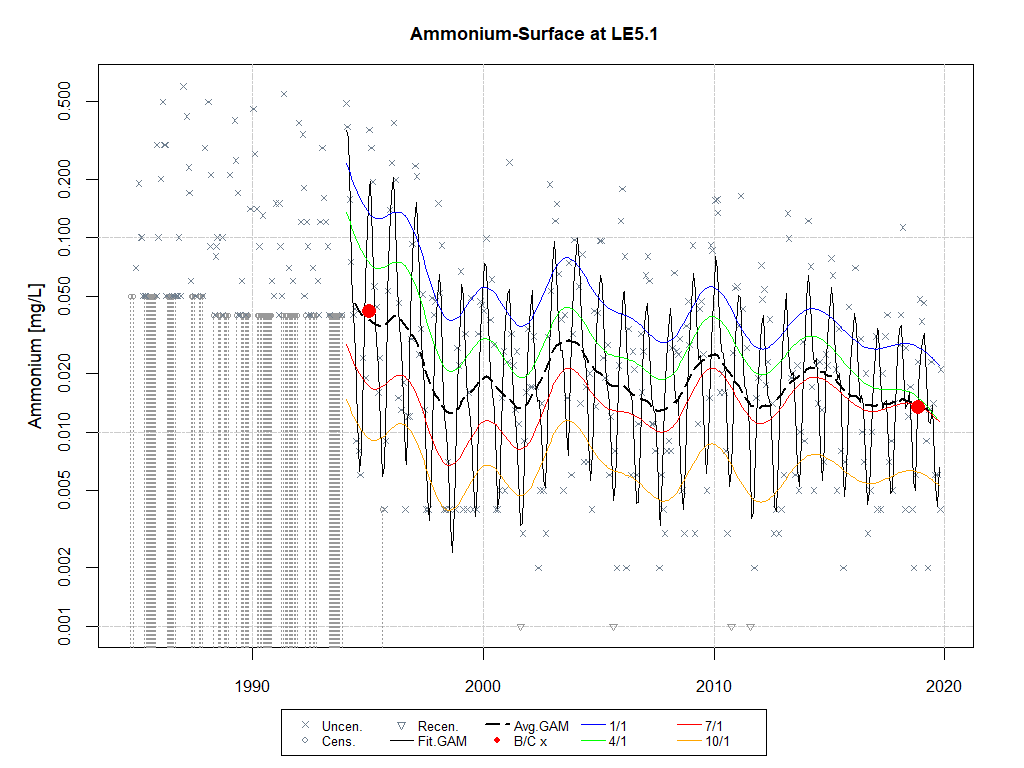 Ammonium-Surface at LE5.1
Ammonium [mg/L]
0.500
0.200
0.100
0.050
0.020
0.010
0.005
0.002
0.001
1990 2000 2010 2020
Uncen. Recen. Avg.GAM 1/1 7/1
Cens. Fit.GAM B/C x 4/1 10/1